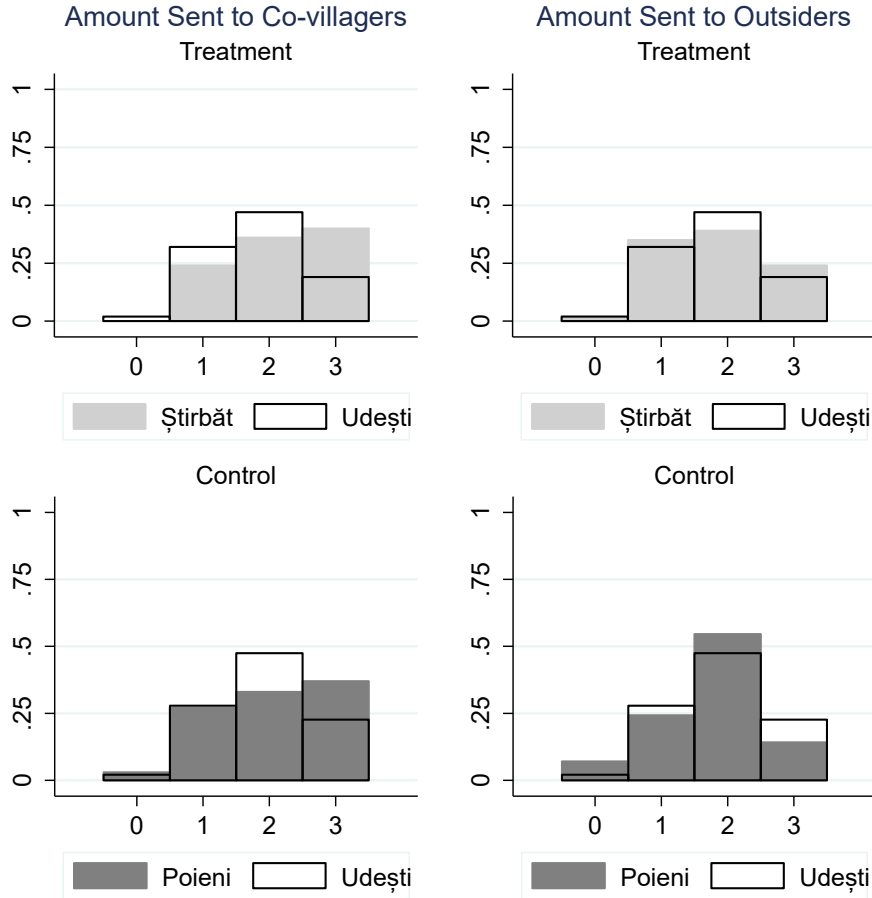 Amount Sent to Co-villagers
Treatment
1
.75
.5
.25
0
0 1 2 3
Știrbăt Udești
Amount Sent to Outsiders
Treatment
1
.75
.5
.25
0
0 1 2 3
Știrbăt Udești
Control
1
.75
.5
.25
0
0 1 2 3
Poieni Udești
Control
1
.75
.5
.25
0
0 1 2 3
Poieni Udești